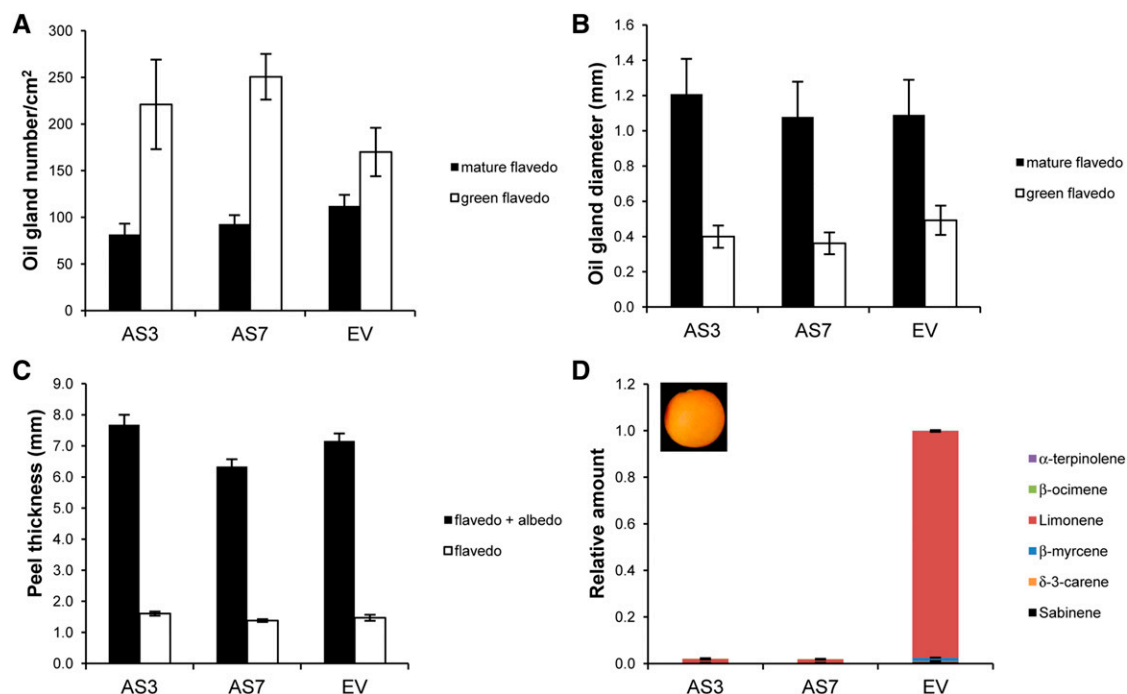 A
Oil gland number/cm²
300
250
200
150
100
50
0
AS3 AS7 EV
mature flavedo
green flavedo
B
Oil gland diameter (mm)
1.6
1.4
1.2
1.0
0.8
0.6
0.4
0.2
0.0
AS3 AS7 EV
mature flavedo
green flavedo
C
Peel thickness (mm)
9.0
8.0
7.0
6.0
5.0
4.0
3.0
2.0
1.0
0.0
AS3 AS7 EV
flavedo + albedo
flavedo
D
Relative amount
1.2
1.0
0.8
0.6
0.4
0.2
0.0
AS3 AS7 EV
α-terpinolene
β-ocimene
Limonene
β-myrcene
δ-3-carene
Sabinene